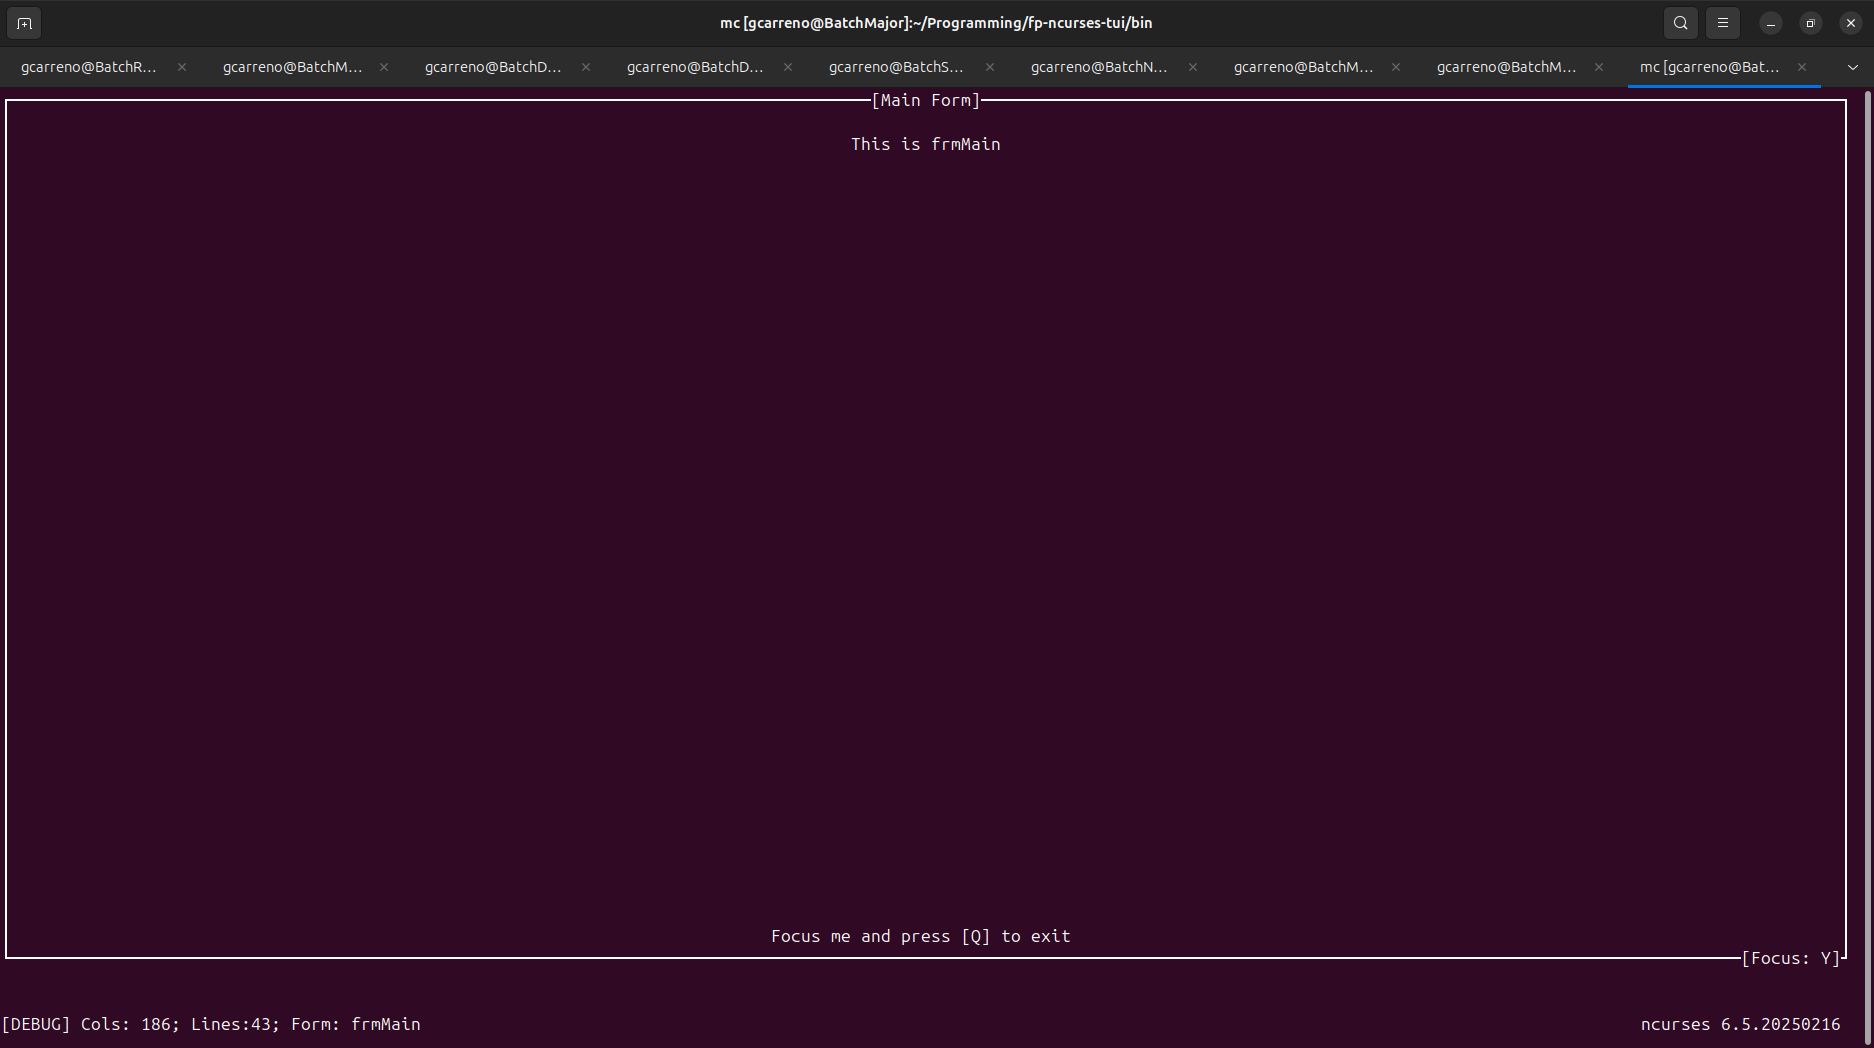 mc [gcarreno@BatchMajor]:~/Programming/fp-ncurses-tui/bin
gcarreno@BatchR... gcarreno@BatchM... gcarreno@BatchD... gcarreno@BatchD... gcarreno@BatchS... gcarreno@BatchN... gcarreno@BatchM... gcarreno@BatchM... mc [gcarreno@Bat...
[Main Form]
This is frmMain
Focus me and press [Q] to exit
[Focus: Y]
[DEBUG] Cols: 186; Lines:43; Form: frmMain ncurses 6.5.20250216